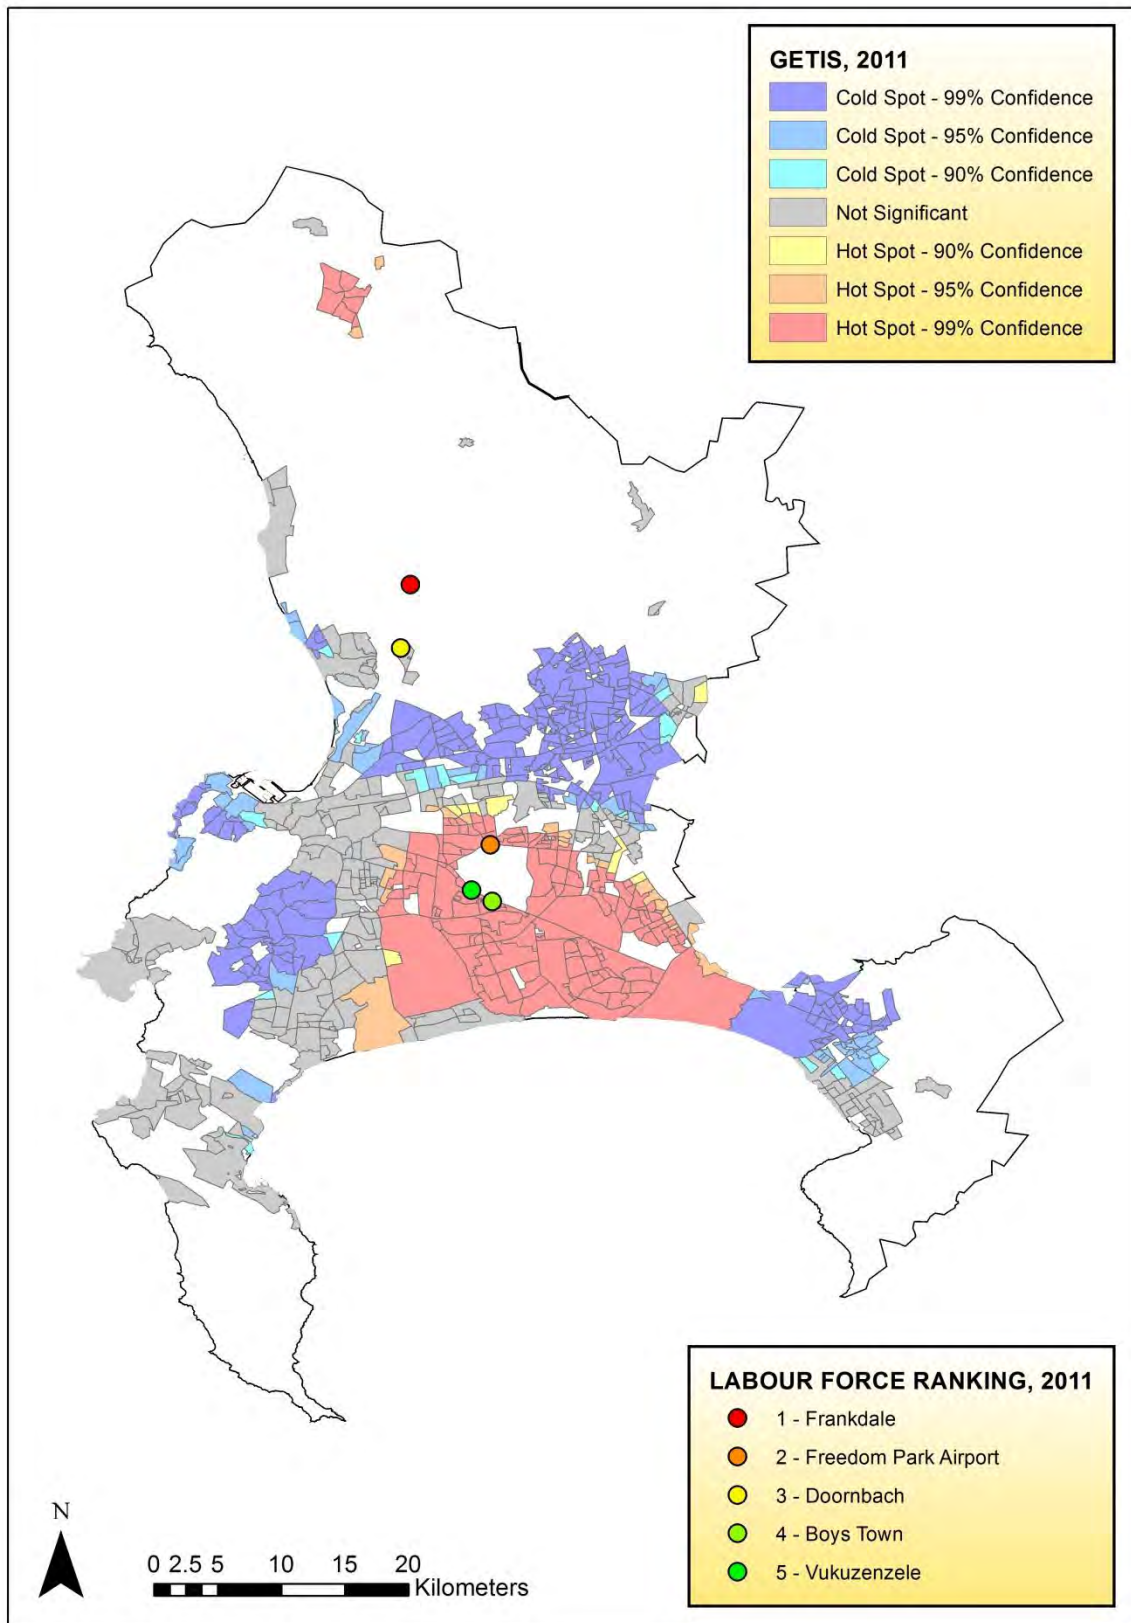 GETIS, 2011
Cold Spot - 99% Confidence
Cold Spot - 95% Confidence
Cold Spot - 90% Confidence
Not Significant
Hot Spot - 90% Confidence
Hot Spot - 95% Confidence
Hot Spot - 99% Confidence
LABOUR FORCE RANKING, 2011
1 - Frankdale
2 - Freedom Park Airport
3 - Doornbach
4 - Boys Town
5 - Vukuzenzele
N
0 2.5 5 10 15 20
Kilometers